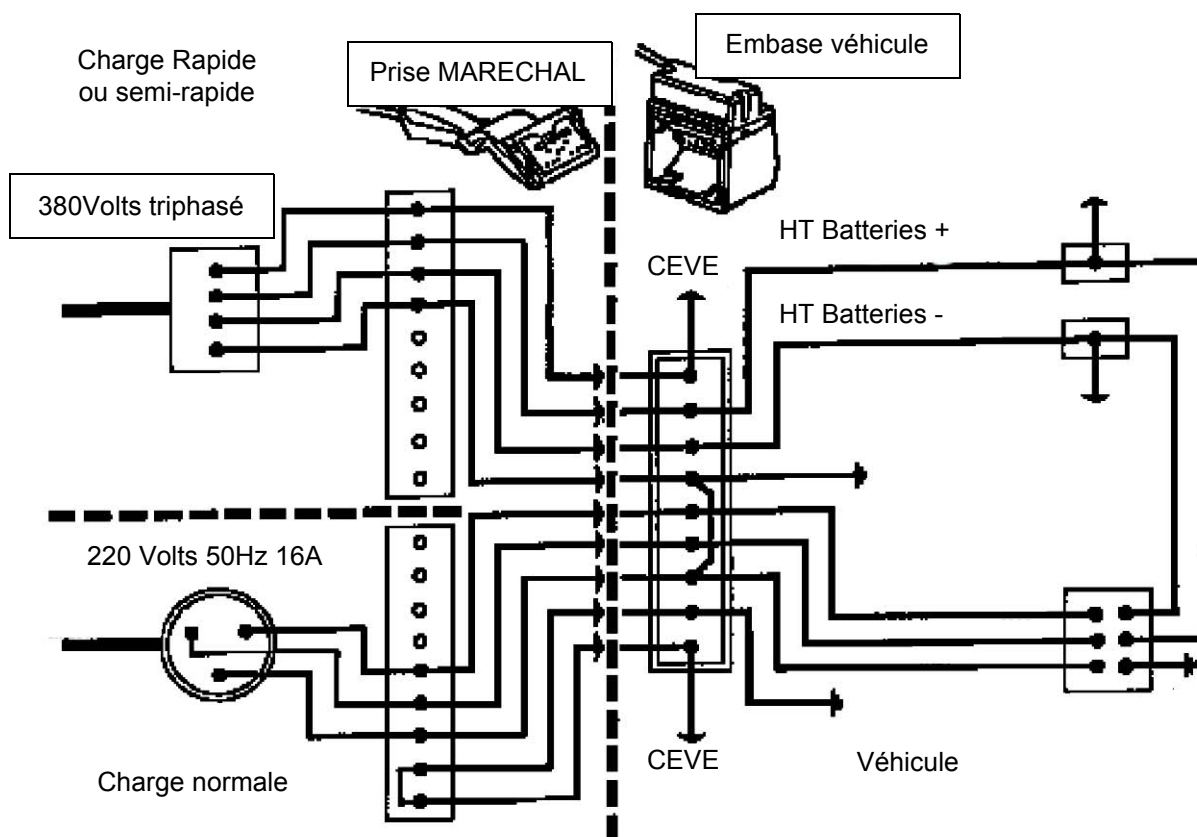 Charge Rapide
ou semi-rapide
Prise MARECHAL
Embase véhicule
380Volts triphasé
HT Batteries +
CEVE
HT Batteries -
220 Volts 50Hz 16A
Charge normale
CEVE
Véhicule